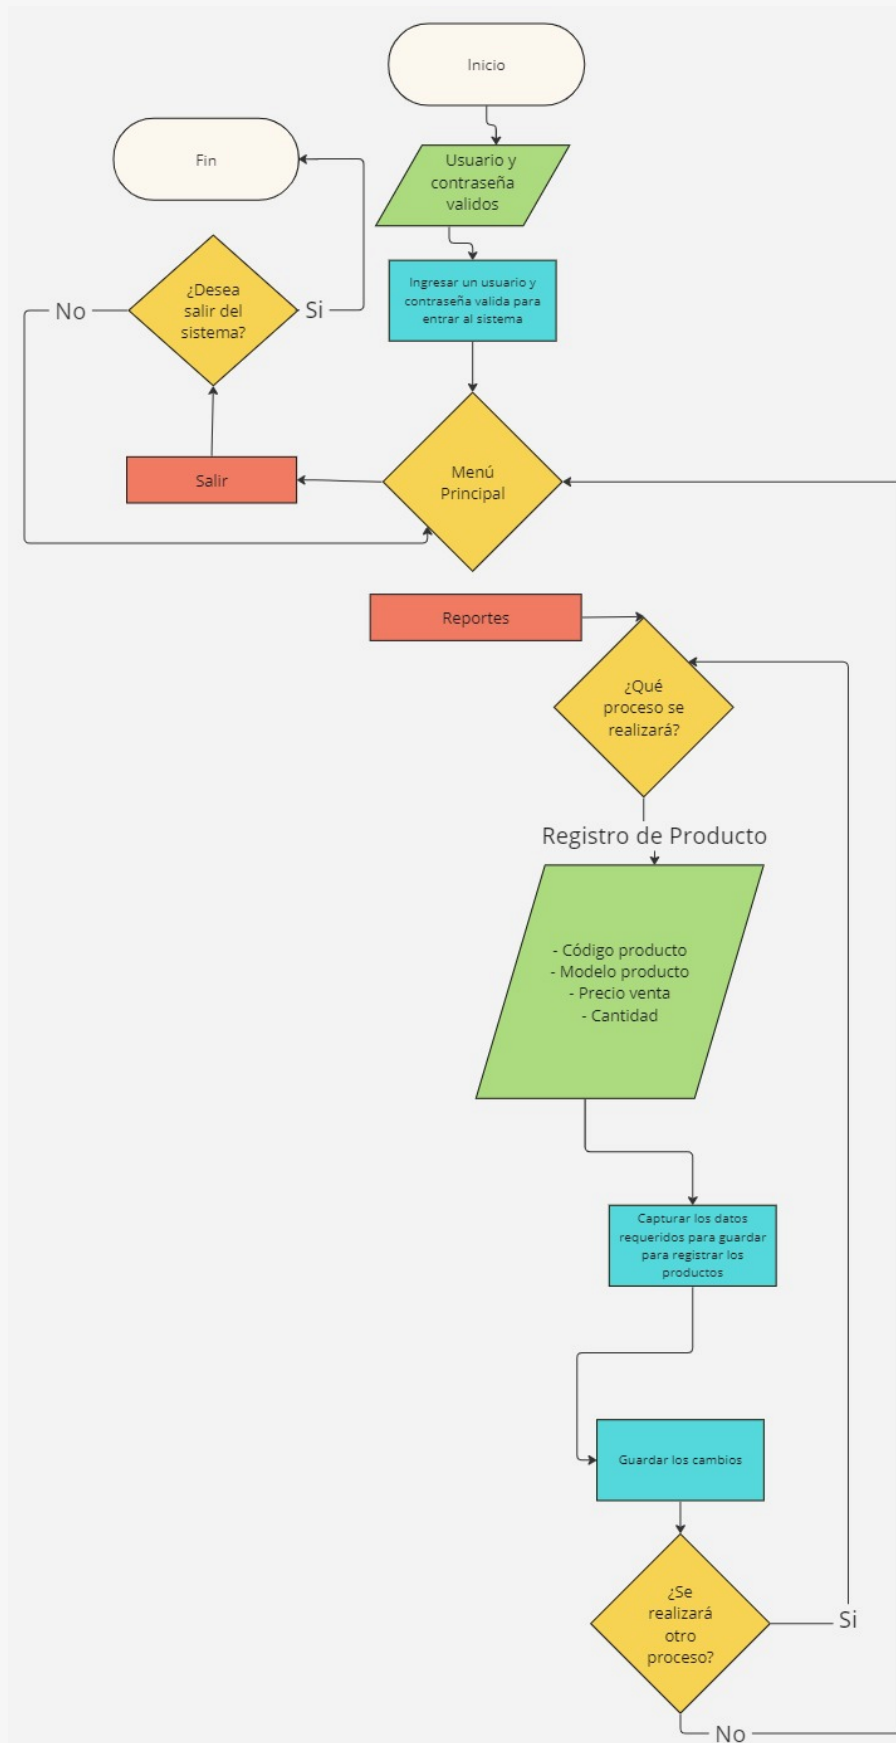 Inicio
Usuario y
contraseña
validos
Fin
Ingresar un usuario y
contraseña valida para
entrar al sistema
¿Desea
salir del
sistema?
No
Si
Salir
Menú
Principal
Reportes
¿Qué
proceso se
realizará?
Registro de Producto
- Código producto
- Modelo producto
- Precio venta
- Cantidad
Capturar los datos
requeridos para guardar
para registrar los
productos
Guardar los cambios
¿Se
realizará
otro
proceso?
Si
No